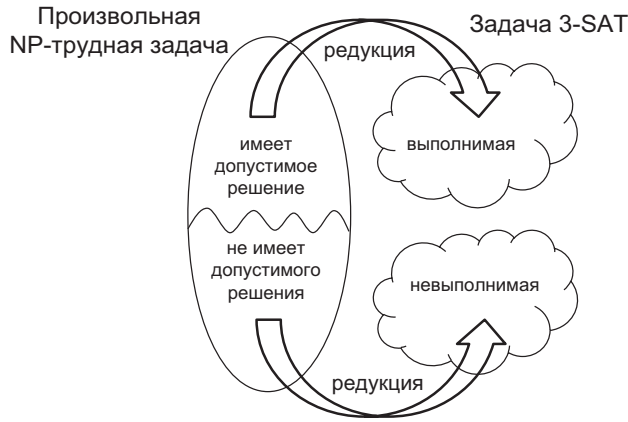 Произвольная
NP-трудная задача
Задача 3-SAT
редукция
имеет
допустимое
решение
выполнимая
не имеет
допустимого
решения
невыполнимая
редукция